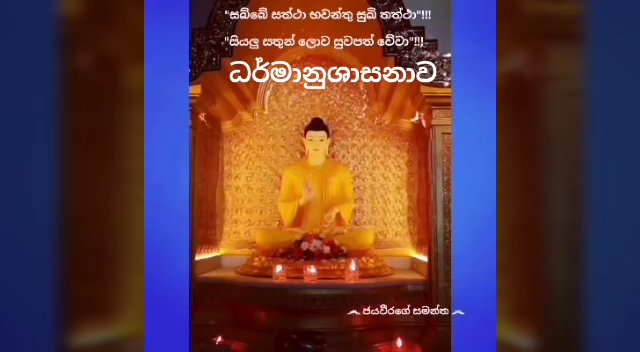 "සබ්බේ සත්ථා භවන්තු සුඛි තත්ථා"!!!
"සියලු සතුන් ලොව සුවපත් වේවා"!!!
ධර්මානුශාසනාව
ජයවීරගේ සමන්ත